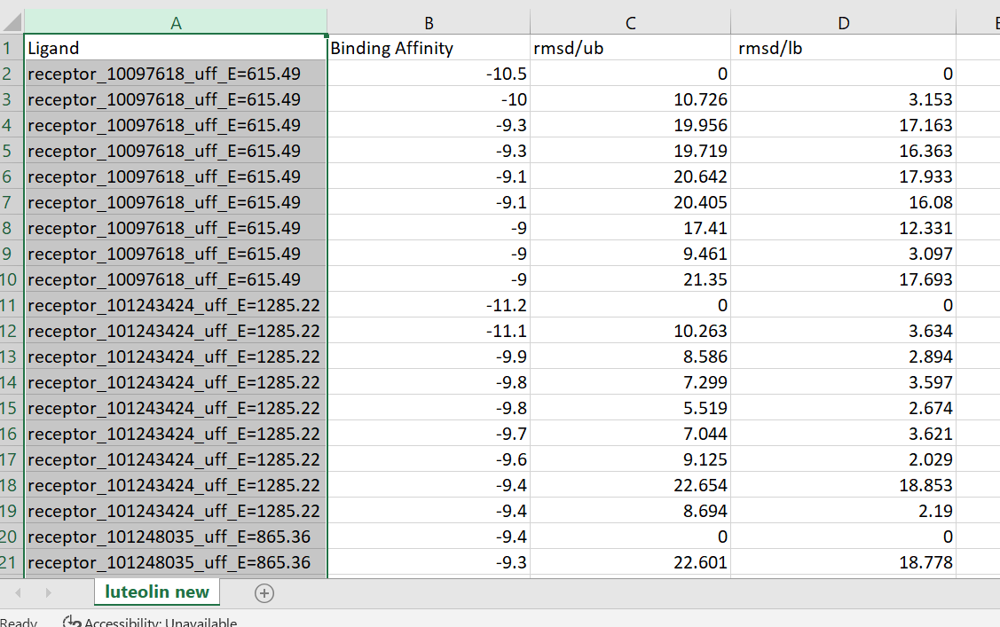 A B C D E
1 Ligand Binding Affinity rmsd/ub rmsd/lb
2 receptor_10097618_uff_E=615.49 -10.5 0 0
3 receptor_10097618_uff_E=615.49 -10 10.726 3.153
4 receptor_10097618_uff_E=615.49 -9.3 19.956 17.163
5 receptor_10097618_uff_E=615.49 -9.3 19.719 16.363
6 receptor_10097618_uff_E=615.49 -9.1 20.642 17.933
7 receptor_10097618_uff_E=615.49 -9.1 20.405 16.08
8 receptor_10097618_uff_E=615.49 -9 17.41 12.331
9 receptor_10097618_uff_E=615.49 -9 9.461 3.097
10 receptor_10097618_uff_E=615.49 -9 21.35 17.693
11 receptor_101243424_uff_E=1285.22 -11.2 0 0
12 receptor_101243424_uff_E=1285.22 -11.1 10.263 3.634
13 receptor_101243424_uff_E=1285.22 -9.9 8.586 2.894
14 receptor_101243424_uff_E=1285.22 -9.8 7.299 3.597
15 receptor_101243424_uff_E=1285.22 -9.8 5.519 2.674
16 receptor_101243424_uff_E=1285.22 -9.7 7.044 3.621
17 receptor_101243424_uff_E=1285.22 -9.6 9.125 2.029
18 receptor_101243424_uff_E=1285.22 -9.4 22.654 18.853
19 receptor_101243424_uff_E=1285.22 -9.4 8.694 2.19
20 receptor_101248035_uff_E=865.36 -9.4 0 0
21 receptor_101248035_uff_E=865.36 -9.3 22.601 18.778
luteolin new
Ready Accessibility: Unavailable